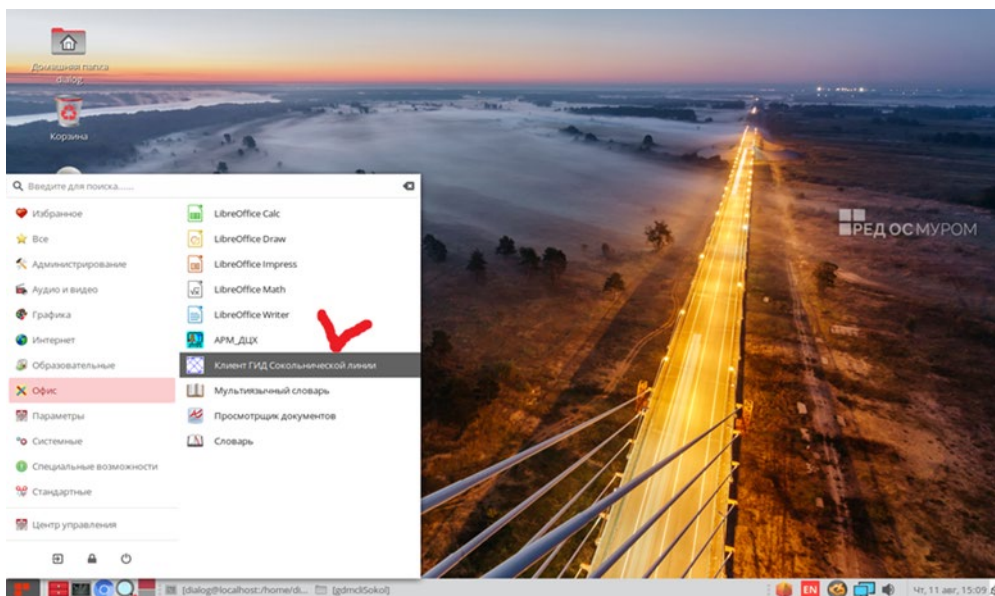 Домашняя папка
dialog
Корзина
Введите для поиска......
Избранное
Все
Администрирование
Аудио и видео
Графика
Интернет
Образовательные
Офис
Параметры
Системные
Специальные возможности
Стандартные
Центр управления
LibreOffice Calc
LibreOffice Draw
LibreOffice Impress
LibreOffice Math
LibreOffice Writer
АРМ_ДЦХ
Клиент ГИД Сокольнической линии
Мультиязычный словарь
Просмотрщик документов
Словарь
РЕД ОС МУРОМ
[dialog@localhost:/home/di...
[gdmcliSokol]
EN
Чт, 11 авг, 15:09